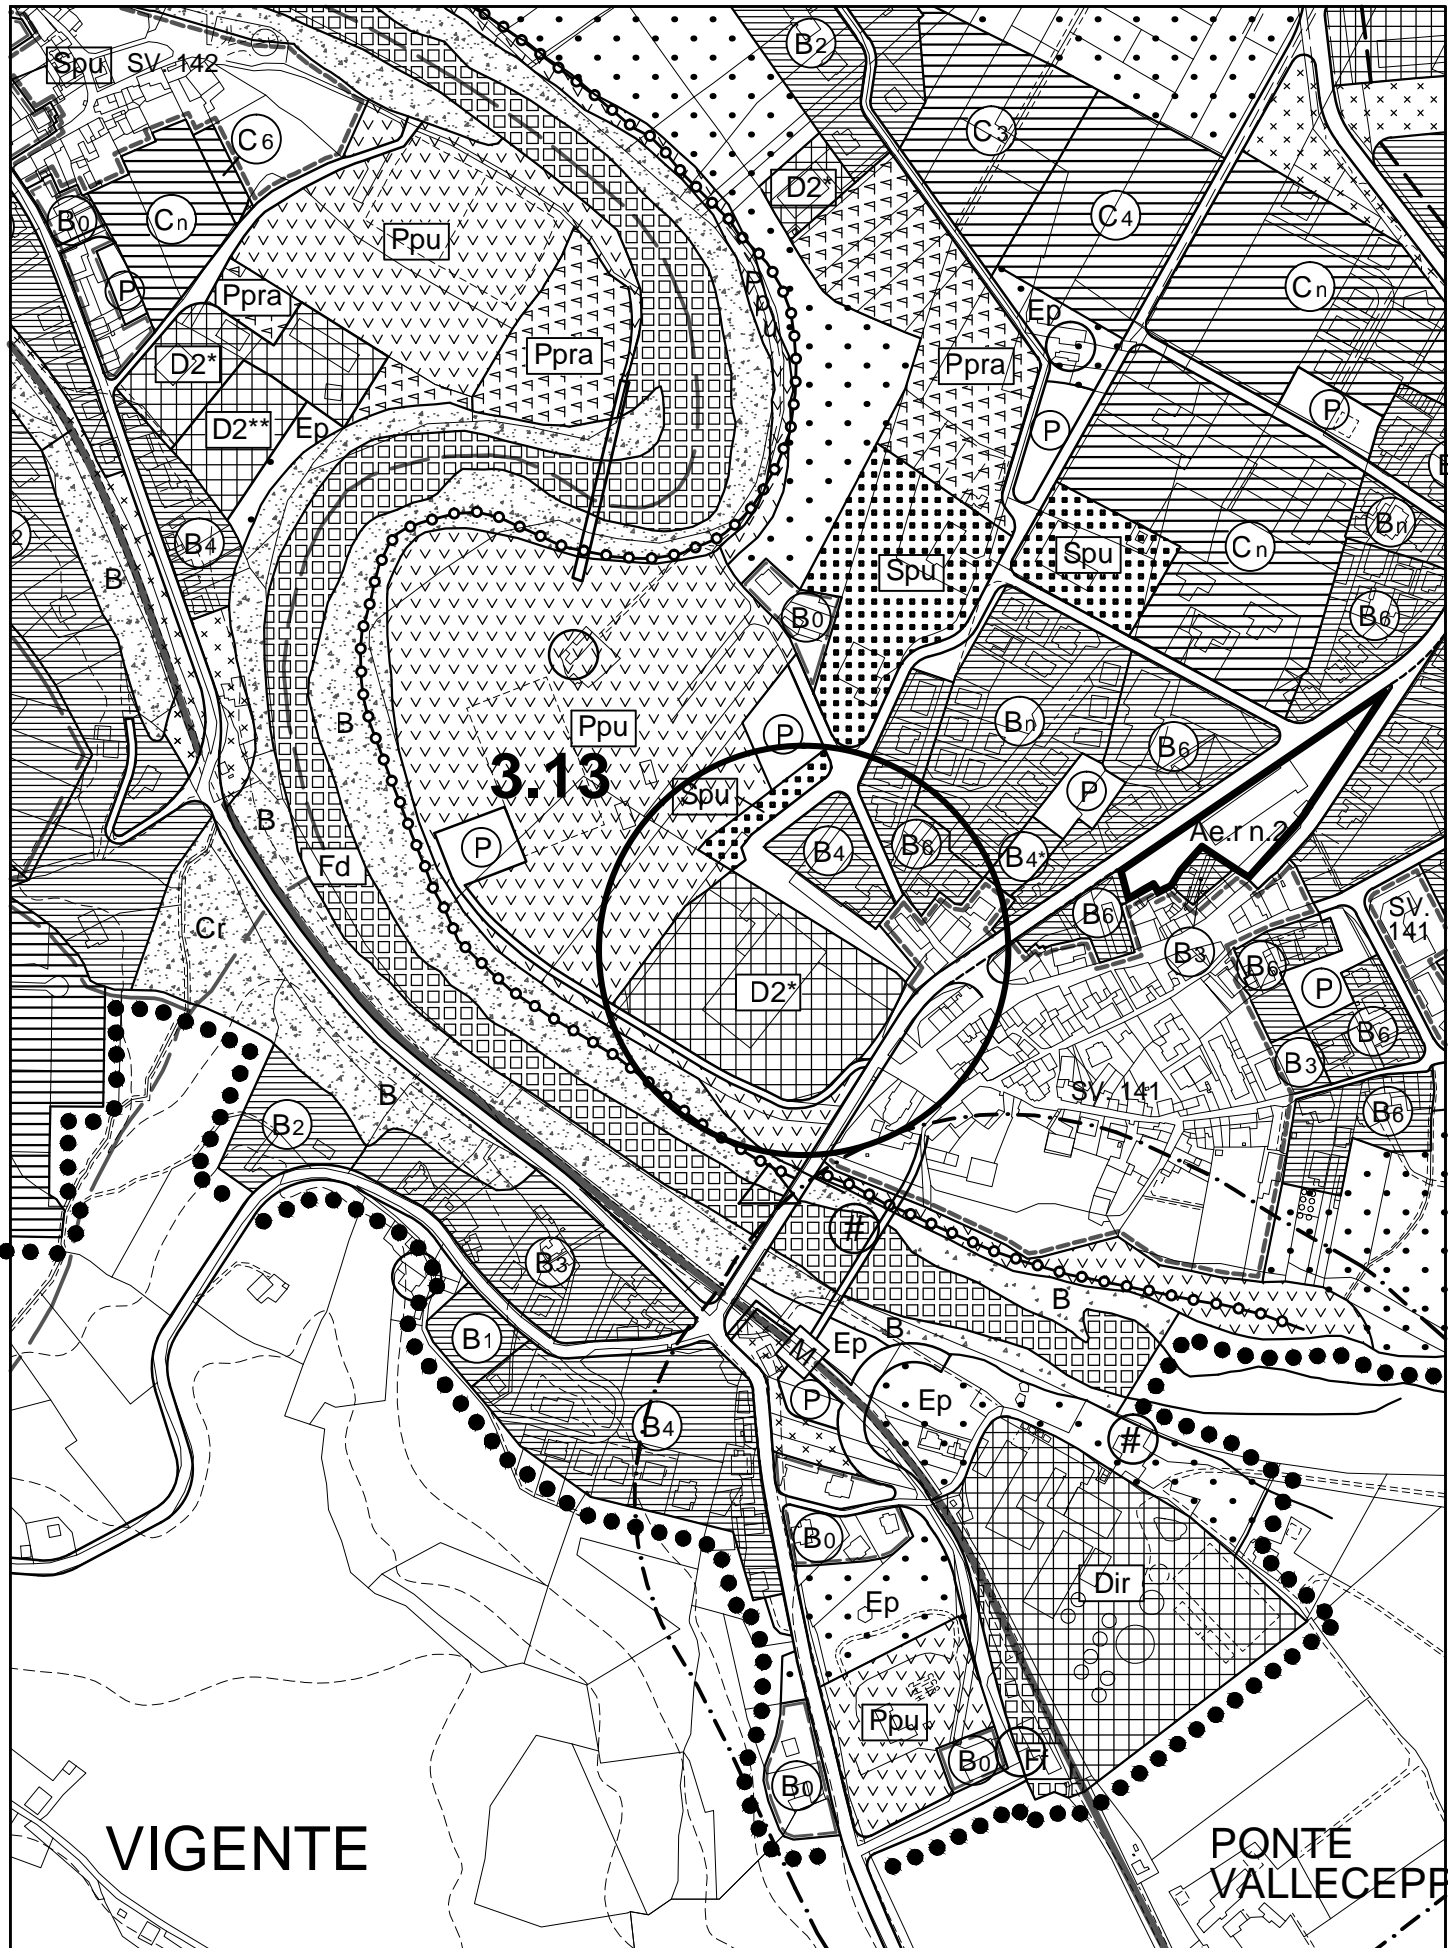 B2
Spu SV. 142
C3
C6
D2*
B0 Cn
C4
Ppu
P
Ppra
Cn
Ppu
Ep
D2*
Ppra
Ppra
P
D2**
Ep
P
Bn
B4
Cn
Spu
Spu
B
B0
B6
B
Ppu
P
Bn
B6
3.13
Spu
P
B
Ae.r n.2
P
B4
B6
B4*
Fd
B6
SV.
141
Cr
B3
B6
D2*
P
B6
B3
B
SV. 141
B6
B2
#
B3
B
B1
B
M
Ep
P
Ep
B4
#
B0
Dir
Ep
Ppu
B0
Ff
B0
VIGENTE
PONTE
VALLECEPP